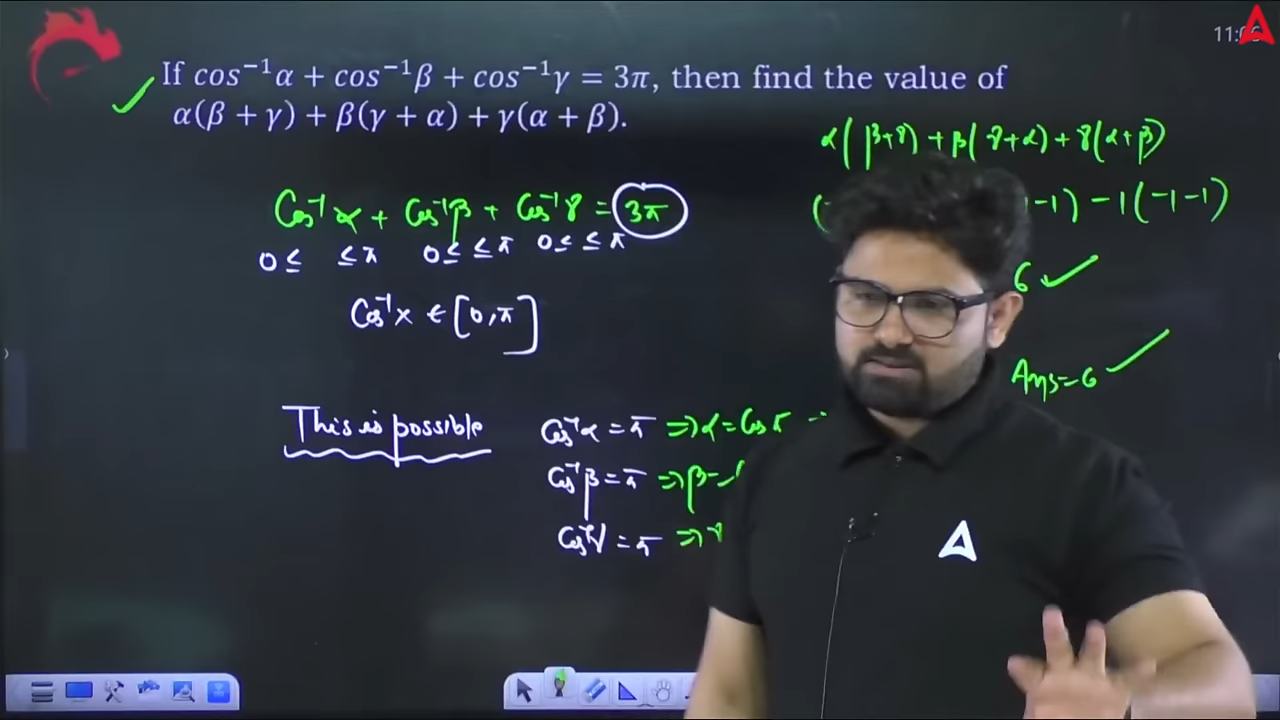 11:06
If cos⁻¹α + cos⁻¹β + cos⁻¹γ = 3π, then find the value of
α(β + γ) + β(γ + α) + γ(α + β).
α(β+γ) + β(γ+α) + γ(α+β)
-1) -1(-1-1)
Cos⁻¹α + Cos⁻¹β + Cos⁻¹γ = 3π
0≤ ≤π 0≤ ≤π 0≤ ≤π
6
Cos⁻¹x ∈ [0,π]
Ans=6
This is possible
Cos⁻¹α = π ⇒ α = Cos π
Cos⁻¹β = π ⇒ β =
Cos⁻¹γ = π ⇒ γ